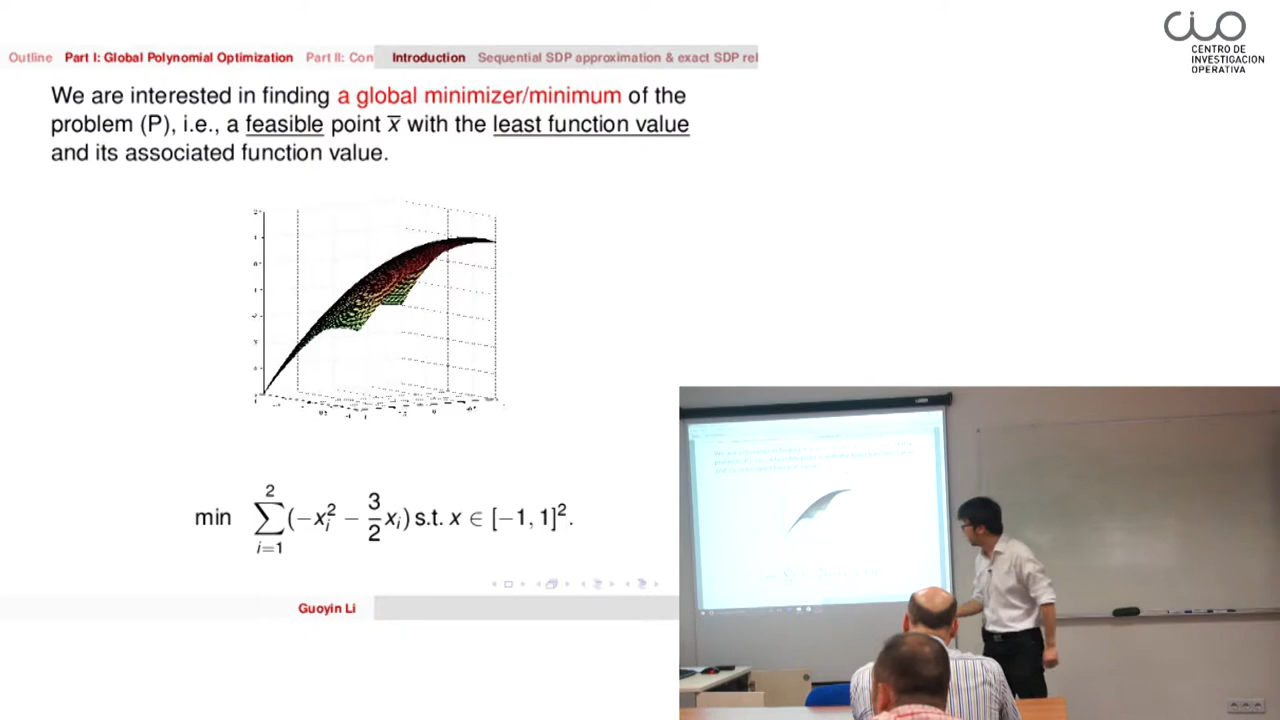 CIO
CENTRO DE
INVESTIGACION
OPERATIVA
Outline Part I: Global Polynomial Optimization Part II: Con Introduction Sequential SDP approximation & exact SDP rel
We are interested in finding a global minimizer/minimum of the
problem (P), i.e., a feasible point x̅ with the least function value
and its associated function value.
min ∑_{i=1}^{2} (−x_i^2 − 3/2 x_i) s.t. x ∈ [−1, 1]^2.
Guoyin Li